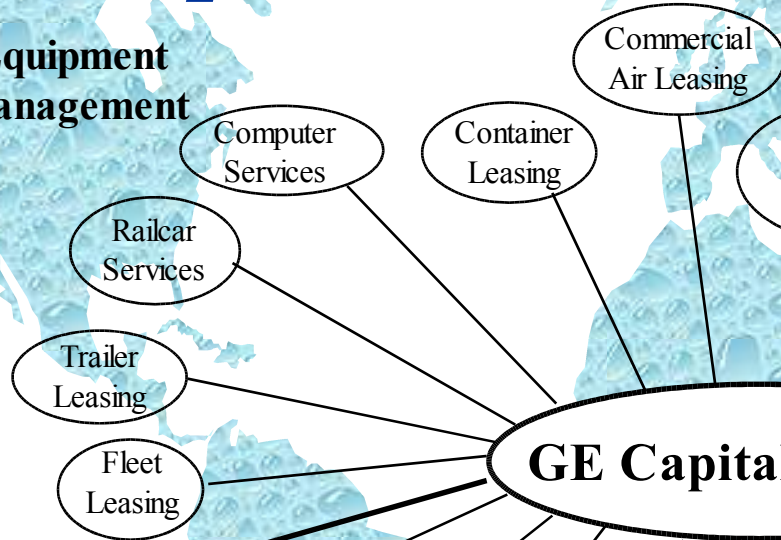 quipment
anagement
Commercial
Air Leasing
Computer
Services
Container
Leasing
Railcar
Services
Trailer
Leasing
Fleet
Leasing
GE Capital